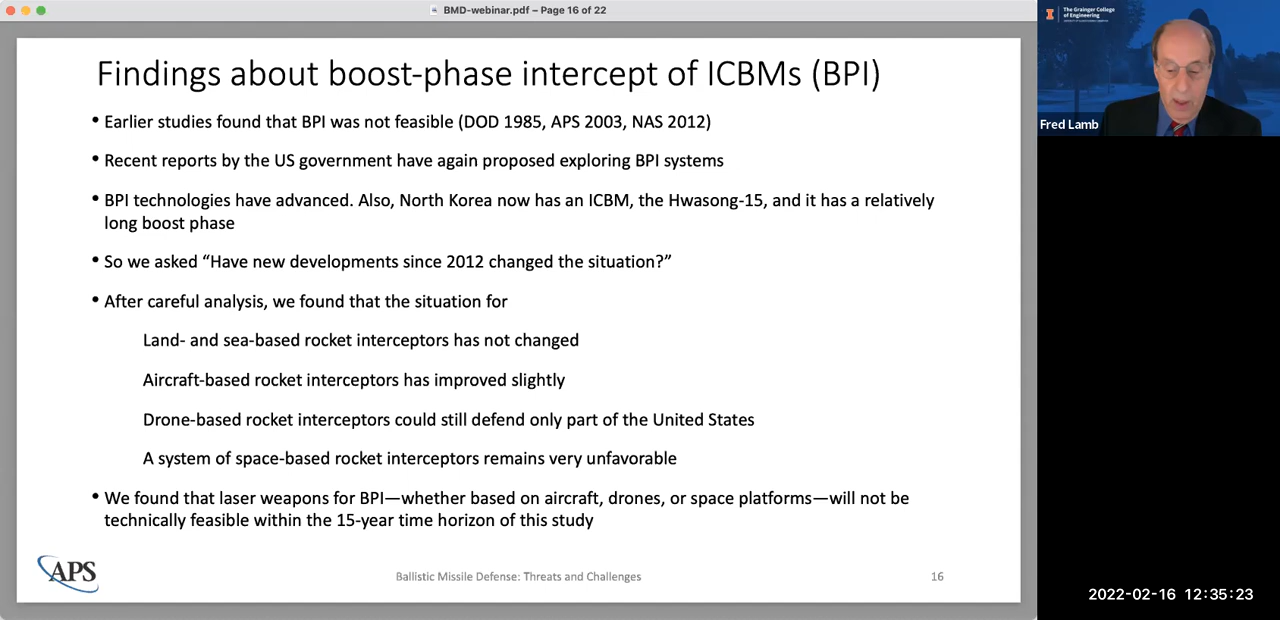 BMD-webinar.pdf – Page 16 of 22
Findings about boost-phase intercept of ICBMs (BPI)
• Earlier studies found that BPI was not feasible (DOD 1985, APS 2003, NAS 2012)
• Recent reports by the US government have again proposed exploring BPI systems
• BPI technologies have advanced. Also, North Korea now has an ICBM, the Hwasong-15, and it has a relatively
long boost phase
• So we asked “Have new developments since 2012 changed the situation?”
• After careful analysis, we found that the situation for
Land- and sea-based rocket interceptors has not changed
Aircraft-based rocket interceptors has improved slightly
Drone-based rocket interceptors could still defend only part of the United States
A system of space-based rocket interceptors remains very unfavorable
• We found that laser weapons for BPI—whether based on aircraft, drones, or space platforms—will not be
technically feasible within the 15-year time horizon of this study
APS
Ballistic Missile Defense: Threats and Challenges
16
The Grainger College
of Engineering
Fred Lamb
2022-02-16 12:35:23